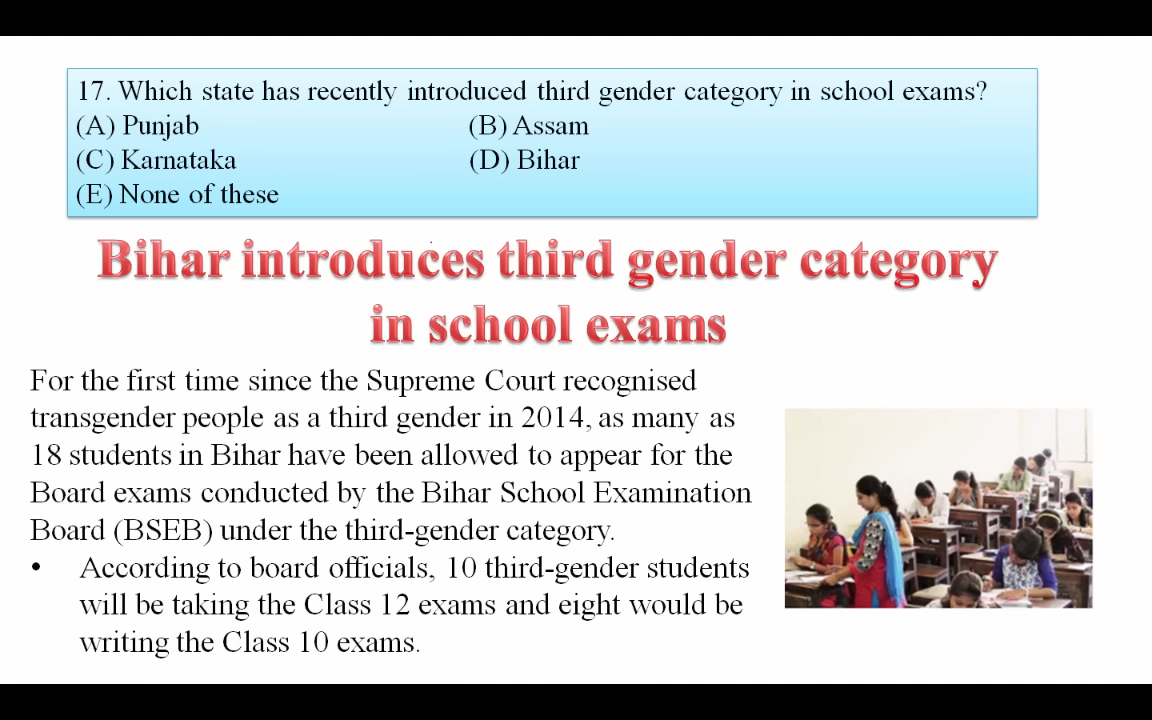 17. Which state has recently introduced third gender category in school exams?
(A) Punjab (B) Assam
(C) Karnataka (D) Bihar
(E) None of these
Bihar introduces third gender category
in school exams
For the first time since the Supreme Court recognised
transgender people as a third gender in 2014, as many as
18 students in Bihar have been allowed to appear for the
Board exams conducted by the Bihar School Examination
Board (BSEB) under the third-gender category.
• According to board officials, 10 third-gender students
will be taking the Class 12 exams and eight would be
writing the Class 10 exams.